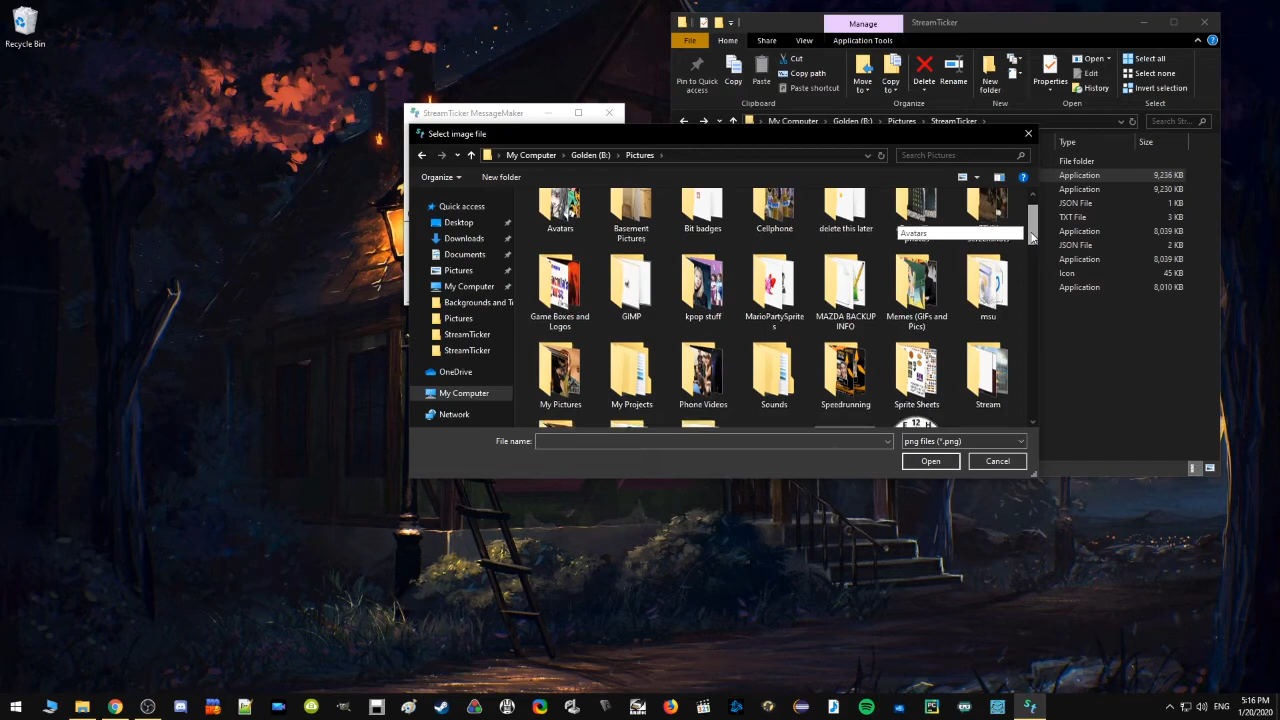 Recycle Bin
Manage
StreamTicker
File
Home
Share
View
Application Tools
Pin to Quick access
Copy
Paste
Cut
Copy path
Paste shortcut
Clipboard
Move to
Copy to
Delete
Rename
Organize
New folder
New
Properties
Open
Edit
History
Open
Select all
Select none
Invert selection
Select
My Computer > Golden (B:) > Pictures > StreamTicker
Search Str...
StreamTicker MessageMaker
Select image file
My Computer > Golden (B:) > Pictures >
Search Pictures
Organize
New folder
Quick access
Desktop
Downloads
Documents
Pictures
My Computer
Backgrounds and T
Pictures
StreamTicker
StreamTicker
OneDrive
My Computer
Network
Avatars
Basement Pictures
Bit badges
Cellphone
delete this later
Avatars
Game Boxes and Logos
GIMP
kpop stuff
MarioPartySprites
MAZDA BACKUP INFO
Memes (GIFs and Pics)
msu
My Pictures
My Projects
Phone Videos
Sounds
Speedrunning
Sprite Sheets
Stream
File name:
png files (*.png)
Open
Cancel
Type
Size
File folder
Application 9,236 KB
Application 9,230 KB
JSON File 1 KB
TXT File 3 KB
Application 8,039 KB
JSON File 2 KB
Application 8,039 KB
Icon 45 KB
Application 8,010 KB
ENG
5:16 PM
1/20/2020